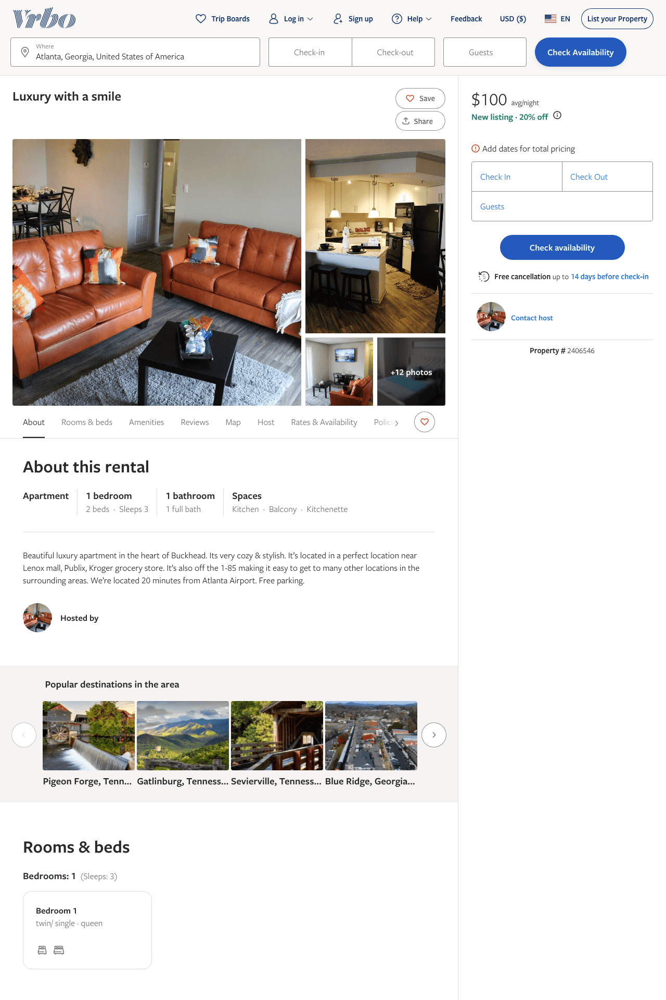 Vrbo
Trip Boards
Log in
Sign up
Help
Feedback
USD ($)
EN
List your Property
Where
Atlanta, Georgia, United States of America
Check-in
Check-out
Guests
Check Availability
Luxury with a smile
Save
Share
$100 avg/night
New listing · 20% off
Add dates for total pricing
Check In
Check Out
Guests
Check availability
Free cancellation up to 14 days before check-in
Contact host
Property # 2406546
+12 photos
About
Rooms & beds
Amenities
Reviews
Map
Host
Rates & Availability
About this rental
Apartment
1 bedroom
2 beds · Sleeps 3
1 bathroom
1 full bath
Spaces
Kitchen · Balcony · Kitchenette
Beautiful luxury apartment in the heart of Buckhead. Its very cozy & stylish. It’s located in a perfect location near
Lenox mall, Publix, Kroger grocery store. It’s also off the 1-85 making it easy to get to many other locations in the
surrounding areas. We’re located 20 minutes from Atlanta Airport. Free parking.
Hosted by
Popular destinations in the area
Pigeon Forge, Tenn...
Gatlinburg, Tenness...
Sevierville, Tenness...
Blue Ridge, Georgia...
Rooms & beds
Bedrooms: 1 (Sleeps: 3)
Bedroom 1
twin/ single · queen